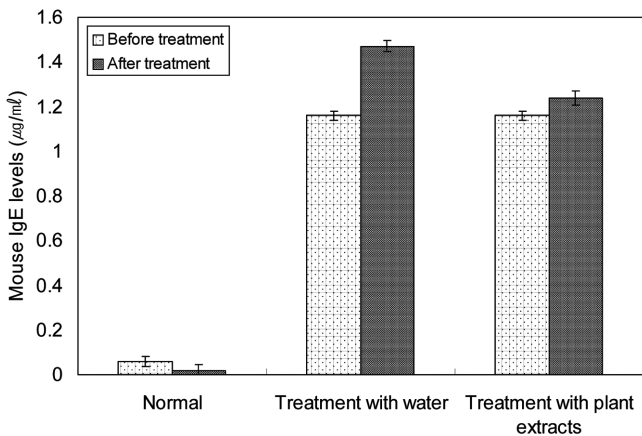 1.6
1.4
1.2
1
0.8
0.6
0.4
0.2
0
Mouse IgE levels (㎍/㎖)
Before treatment
After treatment
Normal
Treatment with water
Treatment with plant
extracts